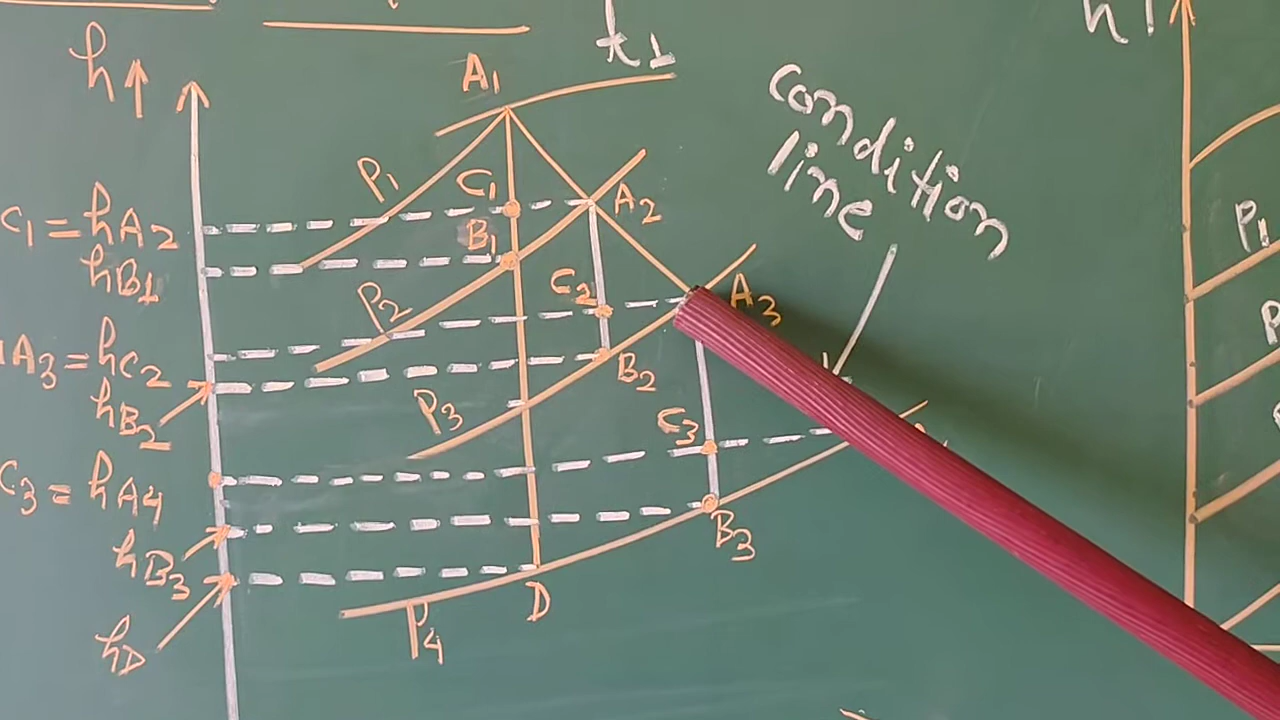 h↑
t1
h↑
condition
line
A1
P1
C1
A2
C1 = hA2
hB1
B1
P2
C2
A3
A3 = hC2
hB2
B2
P3
C3
C3 = hA4
hB3
B3
hD
D
P4
P1
P